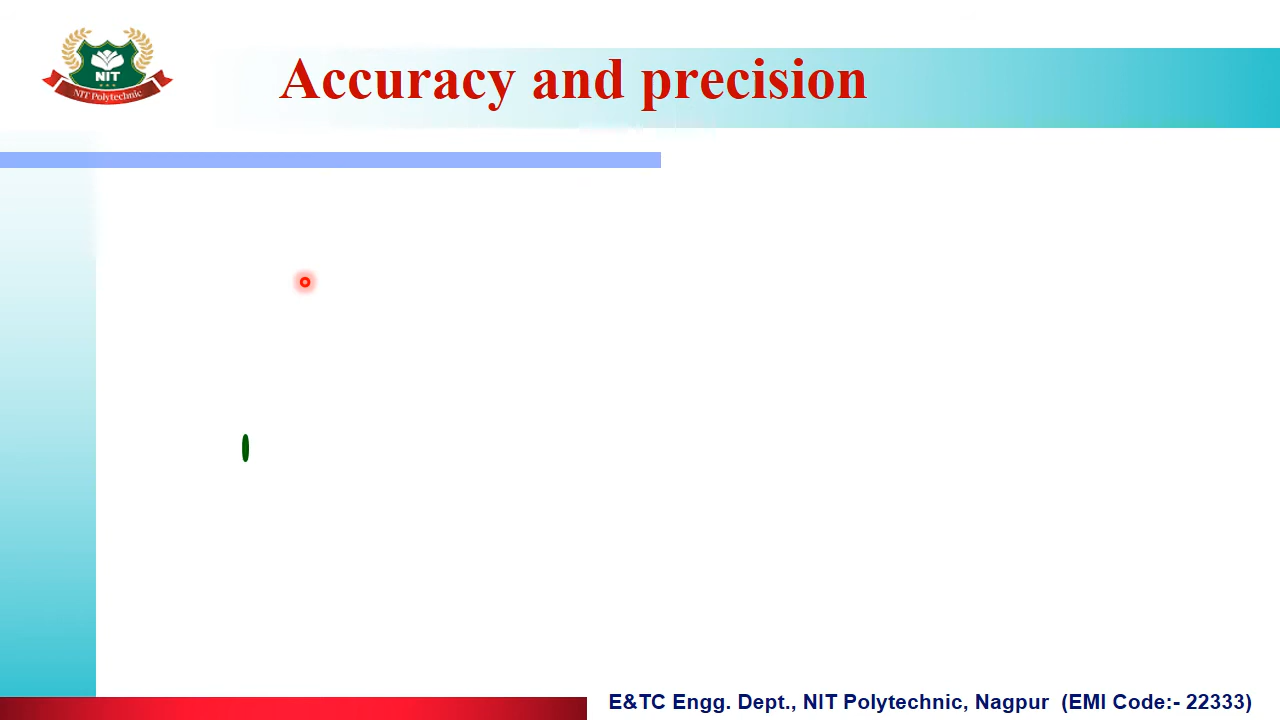 NIT
NIT Polytechnic
Accuracy and precision
E&TC Engg. Dept., NIT Polytechnic, Nagpur (EMI Code:- 22333)